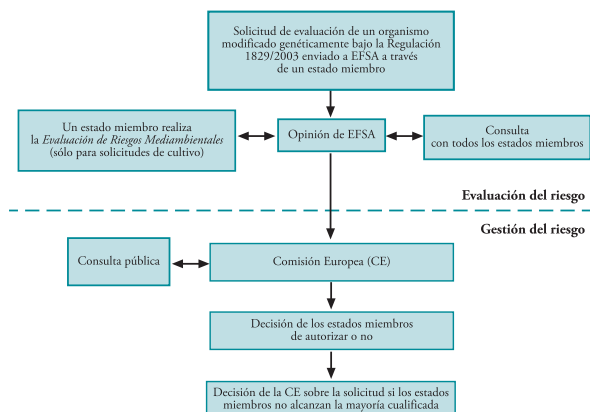 Solicitud de evaluación de un organismo
modificado genéticamente bajo la Regulación
1829/2003 enviado a EFSA a través
de un estado miembro
Un estado miembro realiza
la Evaluación de Riesgos Mediambientales
(sólo para solicitudes de cultivo)
Opinión de EFSA
Consulta
con todos los estados miembros
Evaluación del riesgo
Gestión del riesgo
Consulta pública
Comisión Europea (CE)
Decisión de los estados miembros
de autorizar o no
Decisión de la CE sobre la solicitud si los estados
miembros no alcanzan la mayoría cualificada